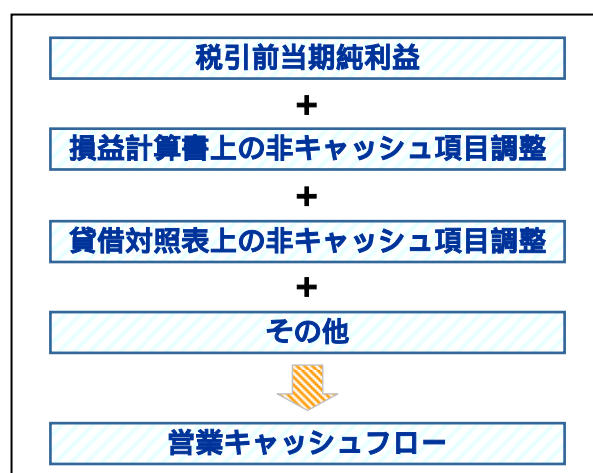 税引前当期純利益
+
損益計算書上の非キャッシュ項目調整
+
貸借対照表上の非キャッシュ項目調整
+
その他
営業キャッシュフロー